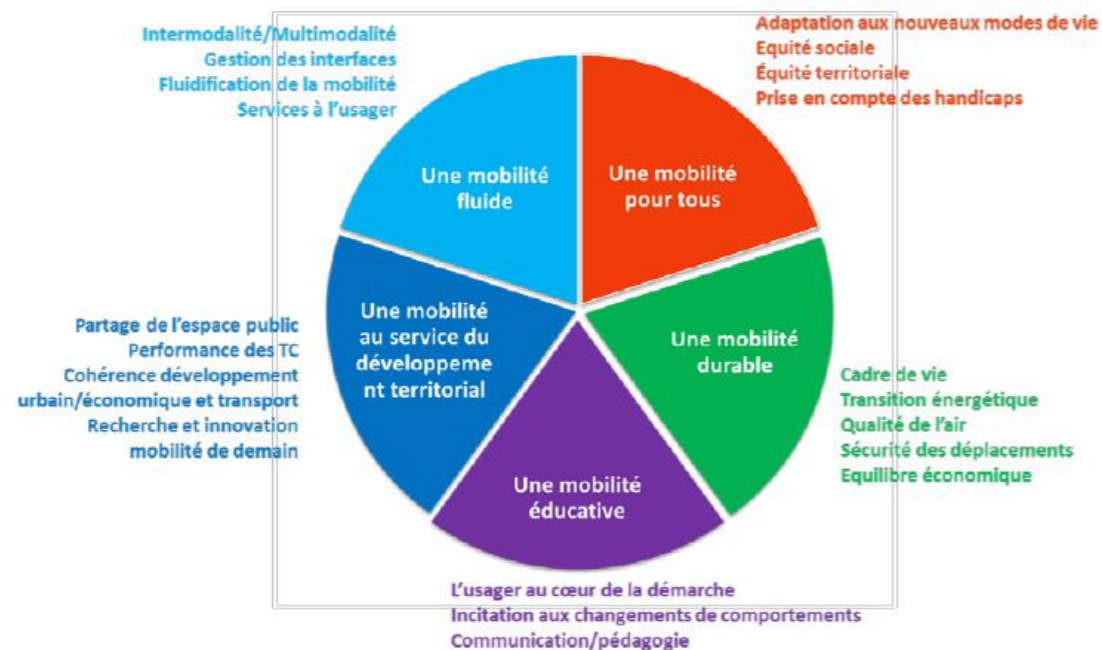 Intermodalité/Multimodalité
Gestion des interfaces
Fluidification de la mobilité
Services à l'usager
Adaptation aux nouveaux modes de vie
Equité sociale
Équité territoriale
Prise en compte des handicaps
Une mobilité
fluide
Une mobilité
pour tous
Une mobilité
au service du
développeme
nt territorial
Une mobilité
durable
Une mobilité
éducative
Partage de l'espace public
Performance des TC
Cohérence développement
urbain/économique et transport
Recherche et innovation
mobilité de demain
Cadre de vie
Transition énergétique
Qualité de l'air
Sécurité des déplacements
Equilibre économique
L'usager au cœur de la démarche
Incitation aux changements de comportements
Communication/pédagogie